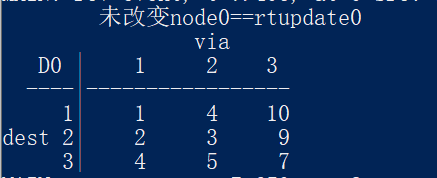 未改变node0==rtupdate0
via
D0 | 1 2 3
---- | -----------------
1 | 1 4 10
dest 2 | 2 3 9
3 | 4 5 7